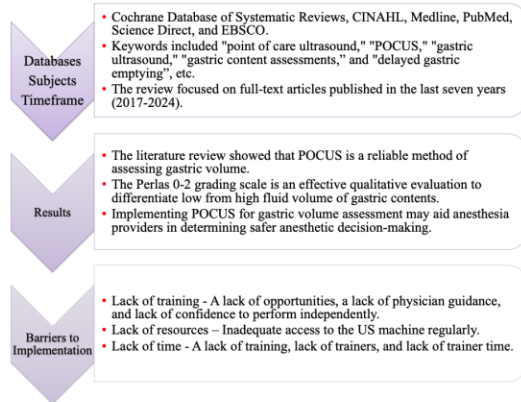 Databases
Subjects
Timeframe
• Cochrane Database of Systematic Reviews, CINAHL, Medline, PubMed,
Science Direct, and EBSCO.
• Keywords included "point of care ultrasound," "POCUS," "gastric
ultrasound," "gastric content assessments,” and "delayed gastric
emptying”, etc.
• The review focused on full-text articles published in the last seven years
(2017-2024).
Results
• The literature review showed that POCUS is a reliable method of
assessing gastric volume.
• The Perlas 0-2 grading scale is an effective qualitative evaluation to
differentiate low from high fluid volume of gastric contents.
• Implementing POCUS for gastric volume assessment may aid anesthesia
providers in determining safer anesthetic decision-making.
Barriers to
Implementation
• Lack of training - A lack of opportunities, a lack of physician guidance,
and lack of confidence to perform independently.
• Lack of resources – Inadequate access to the US machine regularly.
• Lack of time - A lack of training, lack of trainers, and lack of trainer time.